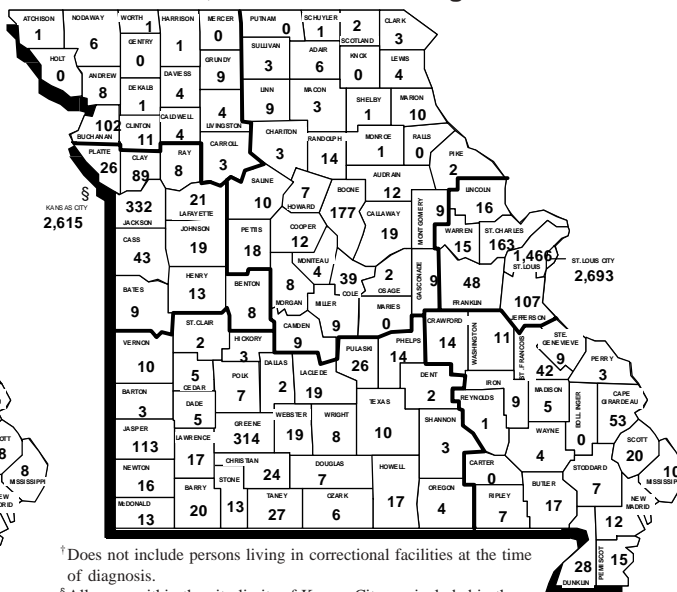 ATCHISON 1
NODAWAY 6
WORTH 1
HARRISON 1
MERCER 0
PUTNAM 0
SCHUYLER 1
2 SCOTLAND
CLARK 3
HOLT 0
GENTRY 0
GRUNDY 9
SULLIVAN 3
ADAIR 6
KNOX 0
LEWIS 4
ANDREW 8
DE KALB 1
DAVIESS 4
4 LIVINGSTON
LINN 9
MACON 3
SHELBY 1
MARION 10
102 BUCHANAN
CLINTON 11
CALDWELL 4
CARROLL 3
CHARITON 3
RANDOLPH 14
MONROE 1
RALLS 0
PIKE 2
PLATTE 26
CLAY 89
RAY 8
SALINE 10
7 HOWARD
BOONE 177
AUDRAIN 12
LINCOLN 16
§
KANSAS CITY 2,615
332 JACKSON
21 LAFAYETTE
PETTIS 18
COOPER 12
CALLAWAY 19
MONTGOMERY 9
WARREN 15
ST. CHARLES 163
1,466 ST. LOUIS
ST. LOUIS CITY 2,693
CASS 43
JOHNSON 19
MONITEAU 4
39 COLE
2 OSAGE
GASCONADE 9
48 FRANKLIN
107 JEFFERSON
BATES 9
HENRY 13
BENTON 8
8 MORGAN
MILLER 9
MARIES 0
CAMDEN 9
VERNON 10
ST. CLAIR 2
HICKORY 3
DALLAS 2
LACLEDE 19
PULASKI 26
PHELPS 14
CRAWFORD 14
WASHINGTON 11
ST. FRANCOIS 42
STE. GENEVIEVE 9
PERRY 3
5 CEDAR
POLK 7
DENT 2
IRON 9
MADISON 5
BOLLINGER 0
CAPE GIRARDEAU 53
BARTON 3
DADE 5
TEXAS 10
REYNOLDS 1
JASPER 113
LAWRENCE 17
GREENE 314
WEBSTER 19
WRIGHT 8
SHANNON 3
WAYNE 4
SCOTT 20
10 MISSISSIPPI
NEWTON 16
CHRISTIAN 24
DOUGLAS 7
HOWELL 17
CARTER 0
STODDARD 7
NEW MADRID 12
McDONALD 13
BARRY 20
STONE 13
TANEY 27
OZARK 6
OREGON 4
RIPLEY 7
BUTLER 17
28 DUNKLIN
PEMISCOT 15
8 MISSISSIPPI
†Does not include persons living in correctional facilities at the time
of diagnosis.